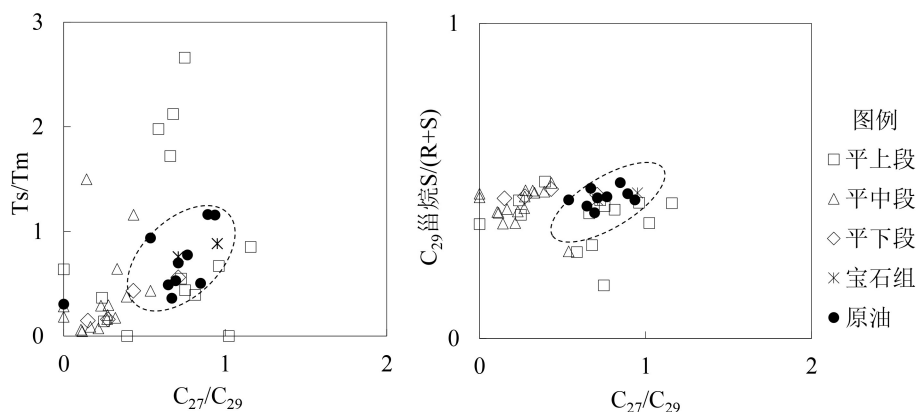 3
2
1
0
0
1
2
Ts/Tm
C₂₇/C₂₉
1
0
0
1
2
C₂₉甾烷S/(R+S)
C₂₇/C₂₉
图例
平上段
平中段
平下段
宝石组
原油